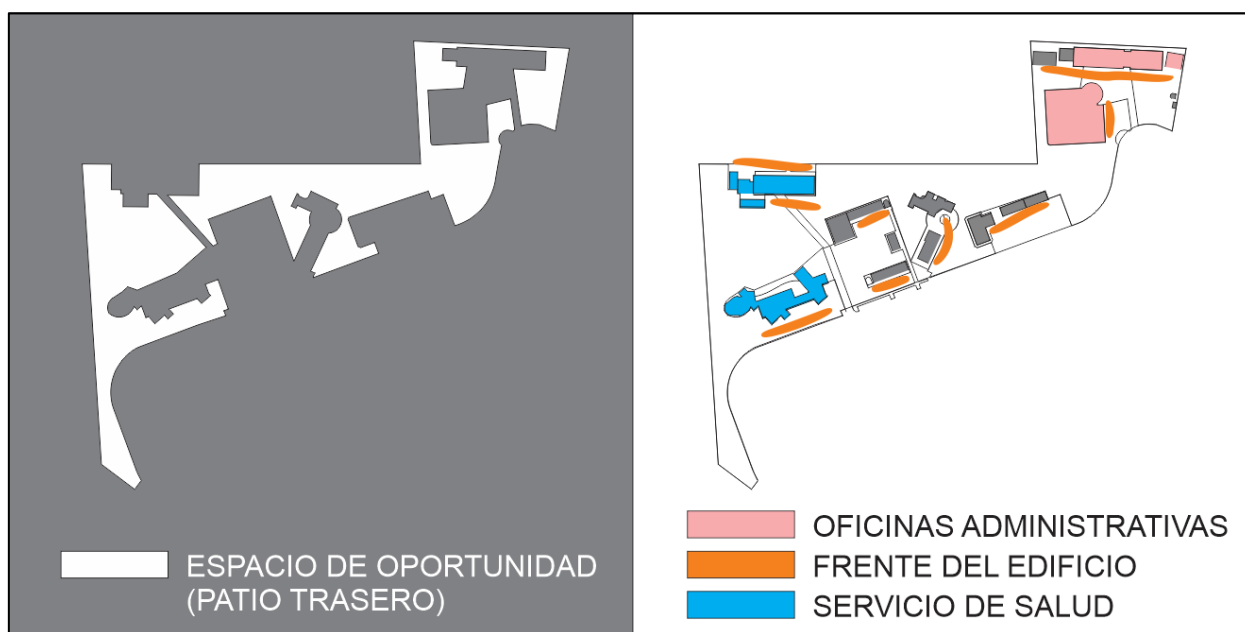 ESPACIO DE OPORTUNIDAD
(PATIO TRASERO)
OFICINAS ADMINISTRATIVAS
FRENTE DEL EDIFICIO
SERVICIO DE SALUD